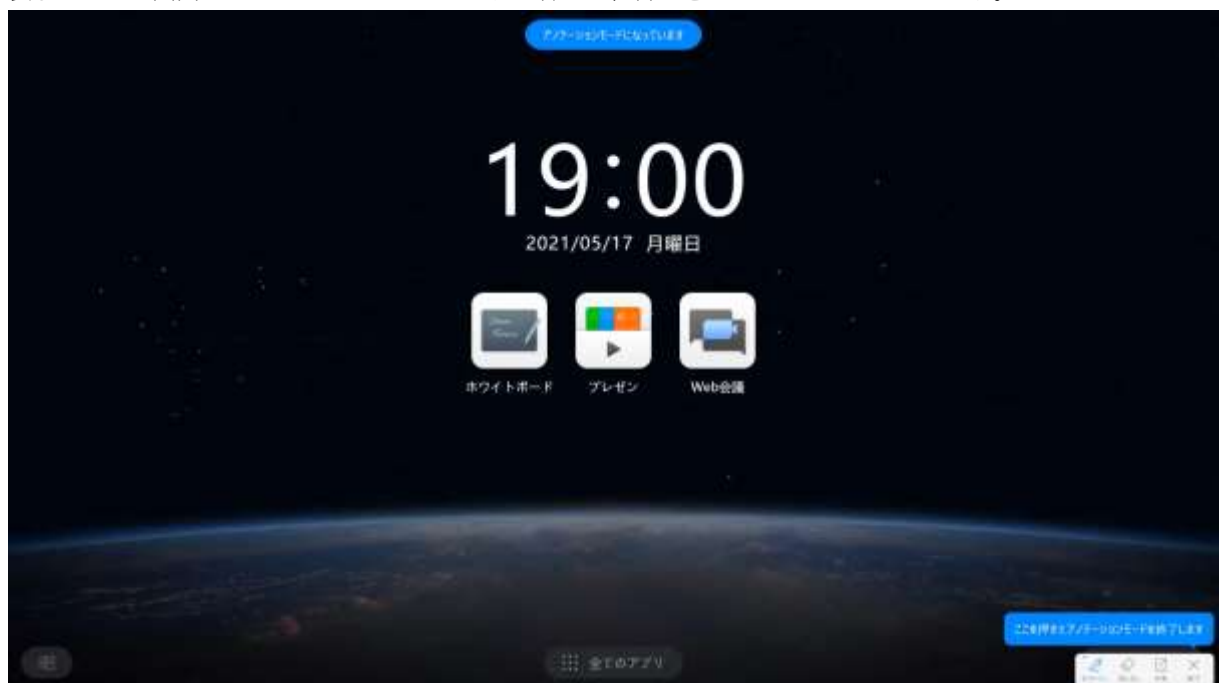 アノテーションモードになっています
19:00
2021/05/17 月曜日
ホワイトボード
プレゼン
Web会議
ここを押すとアノテーションモードを終了します
全てのアプリ